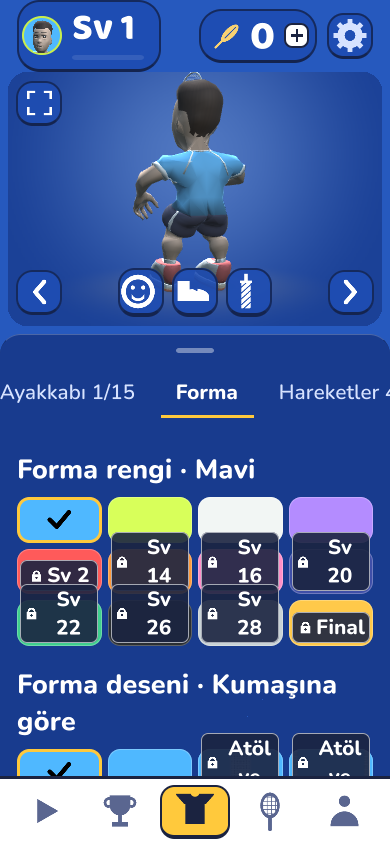 Sv 1
0
Ayakkabı 1/15
Forma
Hareketler 4
Forma rengi · Mavi
Sv 2
Sv
14
Sv
16
Sv
20
Sv
22
Sv
26
Sv
28
Final
Forma deseni · Kumaşına
göre
Atöl
Atöl